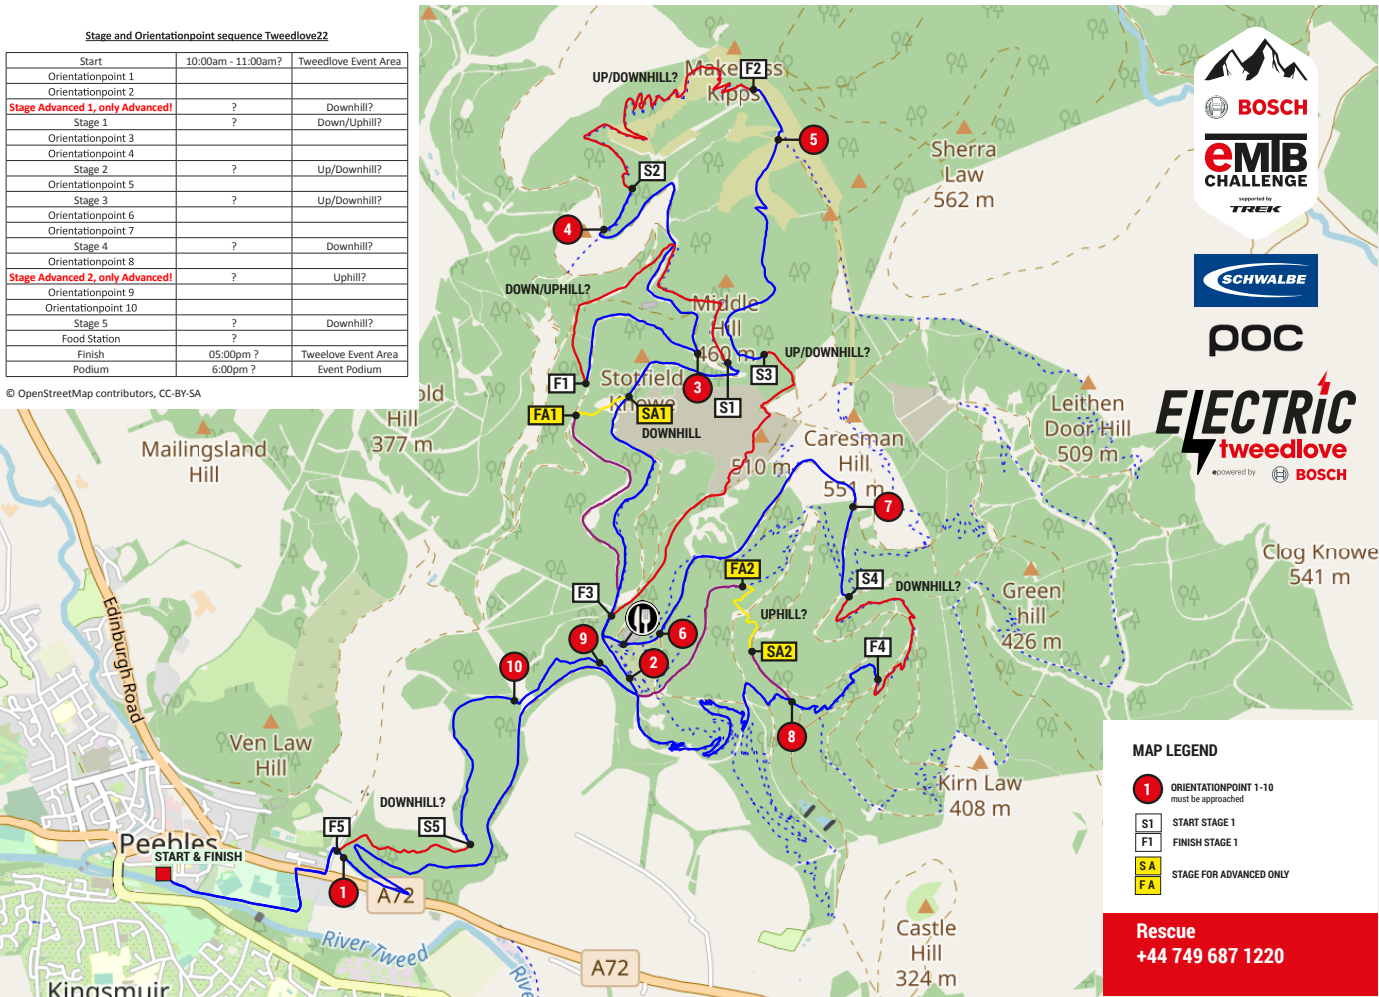 Stage and Orientationpoint sequence Tweedlove22
Start 10:00am - 11:00am? Tweedlove Event Area
Orientationpoint 1
Orientationpoint 2
Stage Advanced 1, only Advanced! ? Downhill?
Stage 1 ? Down/Uphill?
Orientationpoint 3
Orientationpoint 4
Stage 2 ? Up/Downhill?
Orientationpoint 5
Stage 3 ? Up/Downhill?
Orientationpoint 6
Orientationpoint 7
Stage 4 ? Downhill?
Orientationpoint 8
Stage Advanced 2, only Advanced! ? Uphill?
Orientationpoint 9
Orientationpoint 10
Stage 5 ? Downhill?
Food Station ?
Finish 05:00pm ? Tweelove Event Area
Podium 6:00pm ? Event Podium
© OpenStreetMap contributors, CC-BY-SA
UP/DOWNHILL?
F2
Kipps
5
S2
4
Sherra
Law
562 m
DOWN/UPHILL?
Middle
Hill
460 m
UP/DOWNHILL?
F1
Stotfield
Knowe
3
S3
S1
FA1
SA1
DOWNHILL
Hill
377 m
Mailingsland
Hill
510 m
Caresman
Hill
551 m
Leithen
Door Hill
509 m
7
Clog Knowe
541 m
FA2
S4
DOWNHILL?
F3
UPHILL?
Green
hill
426 m
9
6
2
SA2
F4
10
8
Edinburgh Road
Ven Law
Hill
Kirn Law
408 m
DOWNHILL?
F5
S5
Peebles
START & FINISH
1
A72
River Tweed
River
A72
Castle
Hill
324 m
Kingsmuir
BOSCH
eMTB
CHALLENGE
supported by
TREK
SCHWALBE
POC
ELECTRIC
tweedlove
epowered by BOSCH
MAP LEGEND
1 ORIENTATIONPOINT 1-10
must be approached
S1 START STAGE 1
F1 FINISH STAGE 1
S A
F A STAGE FOR ADVANCED ONLY
Rescue
+44 749 687 1220